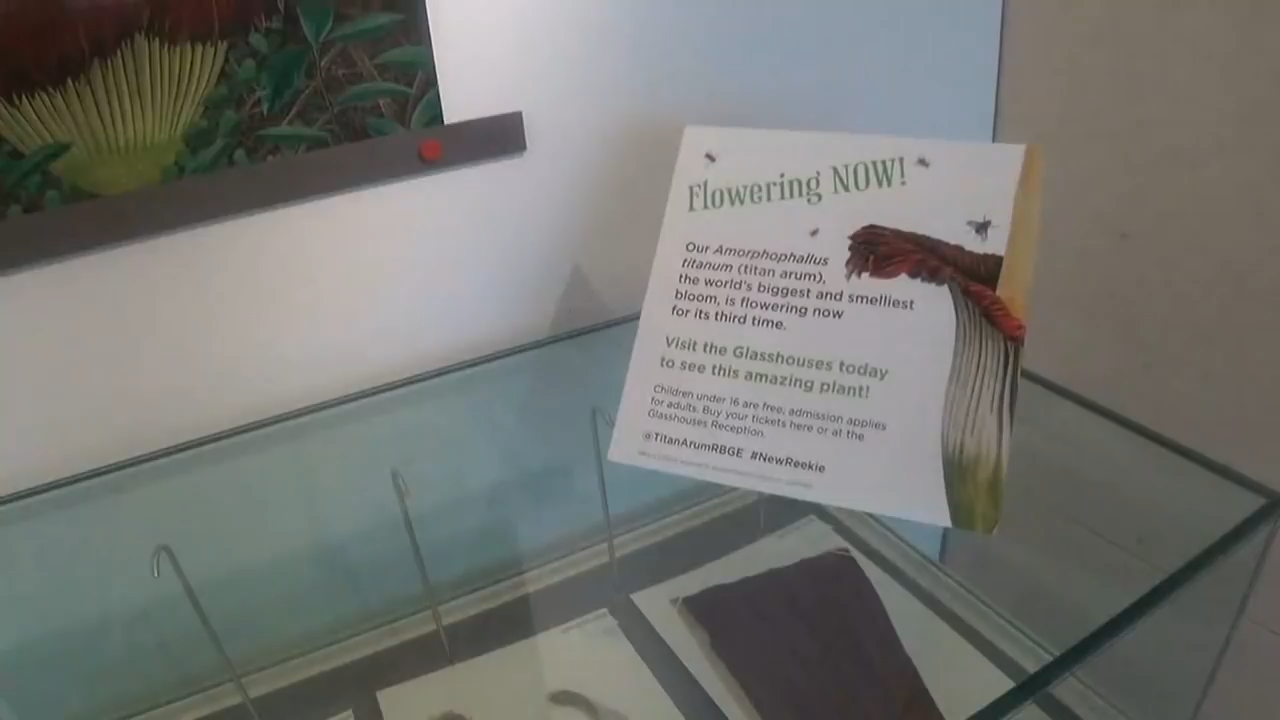 Flowering NOW!
Our Amorphophallus
titanum (titan arum),
the world's biggest and smelliest
bloom, is flowering now
for its third time.
Visit the Glasshouses today
to see this amazing plant!
Children under 16 are free, admission applies
for adults. Buy your tickets here or at the
Glasshouses Reception.
@TitanArumRBGE #NewReekie